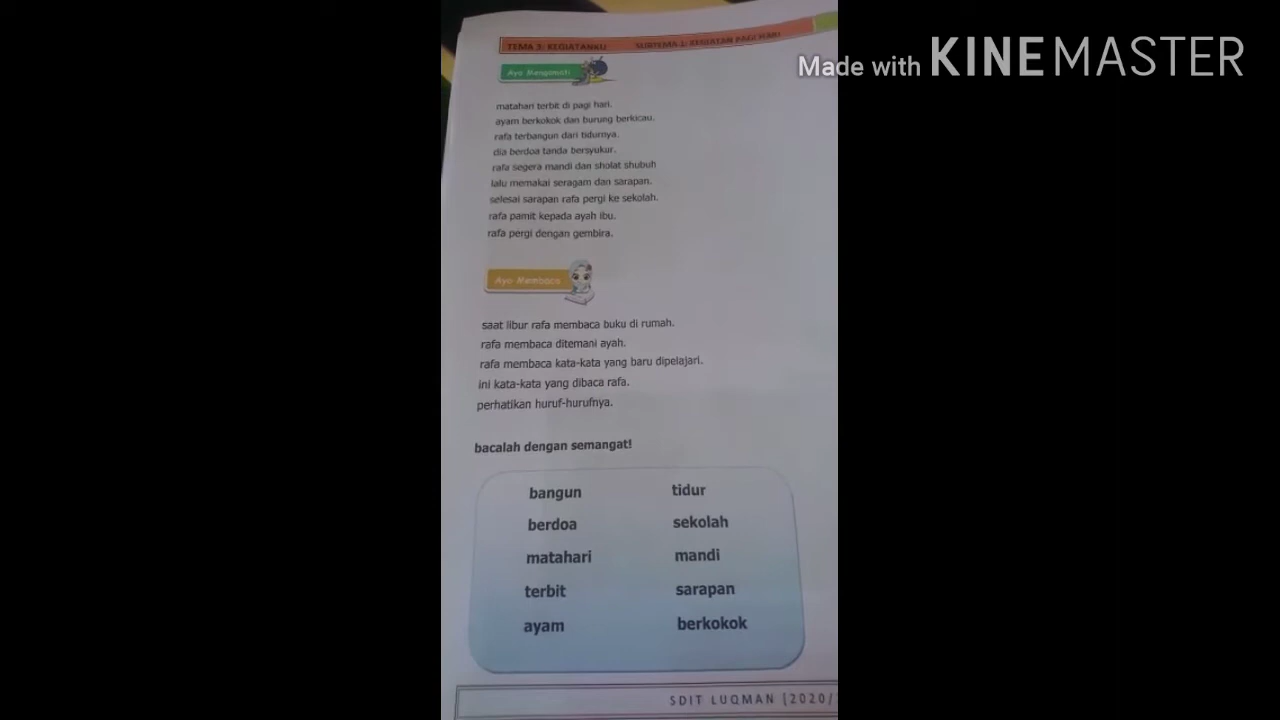 Made with KINEMASTER
TEMA 3: KEGIATANKU SUBTEMA 1: KEGIATAN PAGI HARI
Ayo Mengamati
matahari terbit di pagi hari.
ayam berkokok dan burung berkicau.
rafa terbangun dari tidurnya.
dia berdoa tanda bersyukur.
rafa segera mandi dan sholat shubuh
lalu memakai seragam dan sarapan.
selesai sarapan rafa pergi ke sekolah.
rafa pamit kepada ayah ibu.
rafa pergi dengan gembira.
Ayo Membaca
saat libur rafa membaca buku di rumah.
rafa membaca ditemani ayah.
rafa membaca kata-kata yang baru dipelajari.
ini kata-kata yang dibaca rafa.
perhatikan huruf-hurufnya.
bacalah dengan semangat!
bangun tidur
berdoa sekolah
matahari mandi
terbit sarapan
ayam berkokok
SDIT LUQMAN [2020/